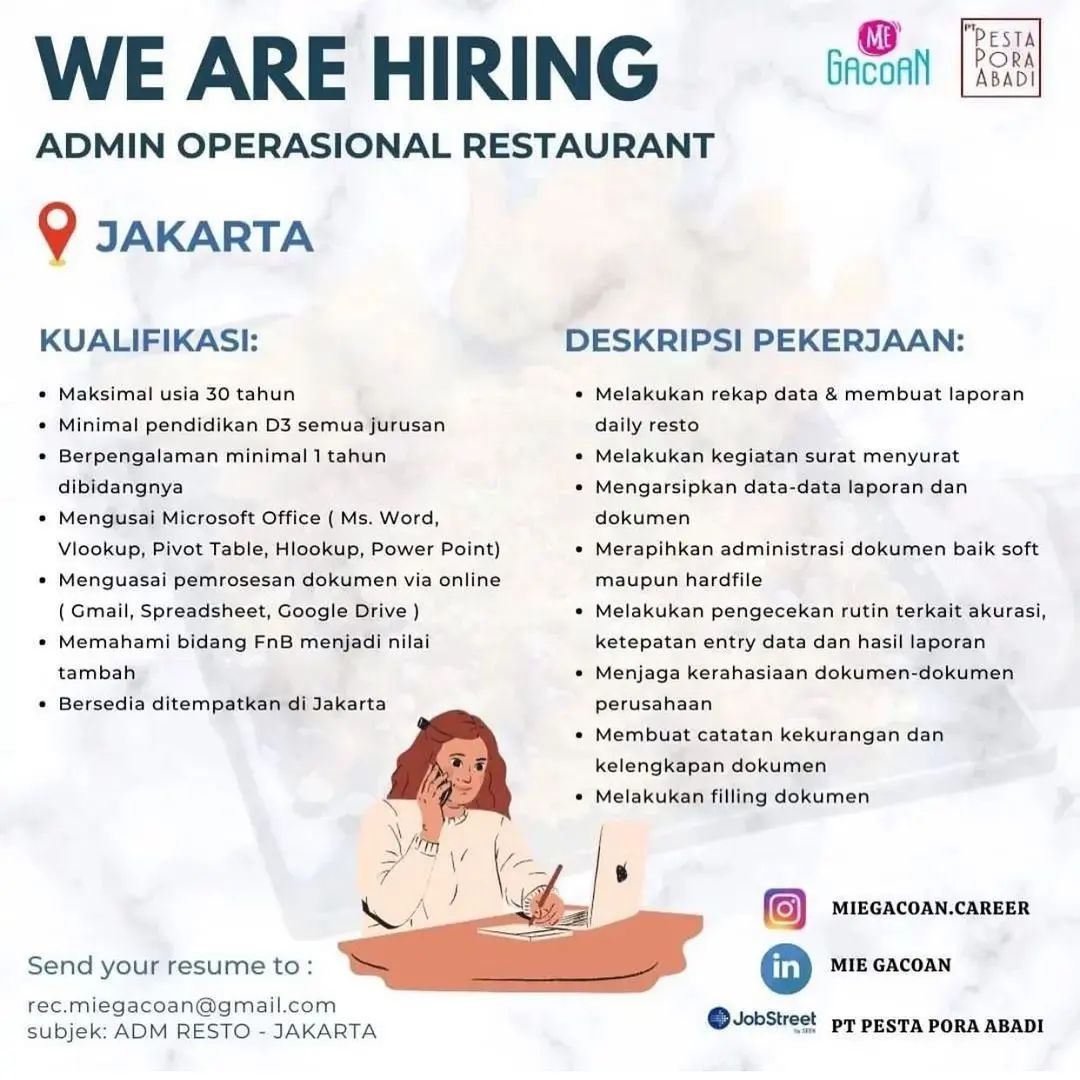 WE ARE HIRING
ADMIN OPERASIONAL RESTAURANT
ME
GACOAN
PT
PESTA
PORA
ABADI
JAKARTA
KUALIFIKASI:
• Maksimal usia 30 tahun
• Minimal pendidikan D3 semua jurusan
• Berpengalaman minimal 1 tahun
dibidangnya
• Mengusai Microsoft Office ( Ms. Word,
Vlookup, Pivot Table, Hlookup, Power Point)
• Menguasai pemrosesan dokumen via online
( Gmail, Spreadsheet, Google Drive )
• Memahami bidang FnB menjadi nilai
tambah
• Bersedia ditempatkan di Jakarta
DESKRIPSI PEKERJAAN:
• Melakukan rekap data & membuat laporan
daily resto
• Melakukan kegiatan surat menyurat
• Mengarsipkan data-data laporan dan
dokumen
• Merapihkan administrasi dokumen baik soft
maupun hardfile
• Melakukan pengecekan rutin terkait akurasi,
ketepatan entry data dan hasil laporan
• Menjaga kerahasiaan dokumen-dokumen
perusahaan
• Membuat catatan kekurangan dan
kelengkapan dokumen
• Melakukan filling dokumen
Send your resume to :
rec.miegacoan@gmail.com
subjek: ADM RESTO - JAKARTA
MIEGACOAN.CAREER
in MIE GACOAN
JobStreet PT PESTA PORA ABADI
by SEEK